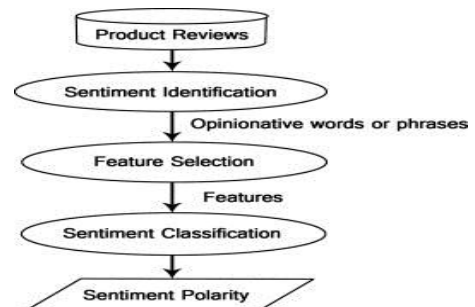 Product Reviews
Sentiment Identification
Opinionative words or phrases
Feature Selection
Features
Sentiment Classification
Sentiment Polarity